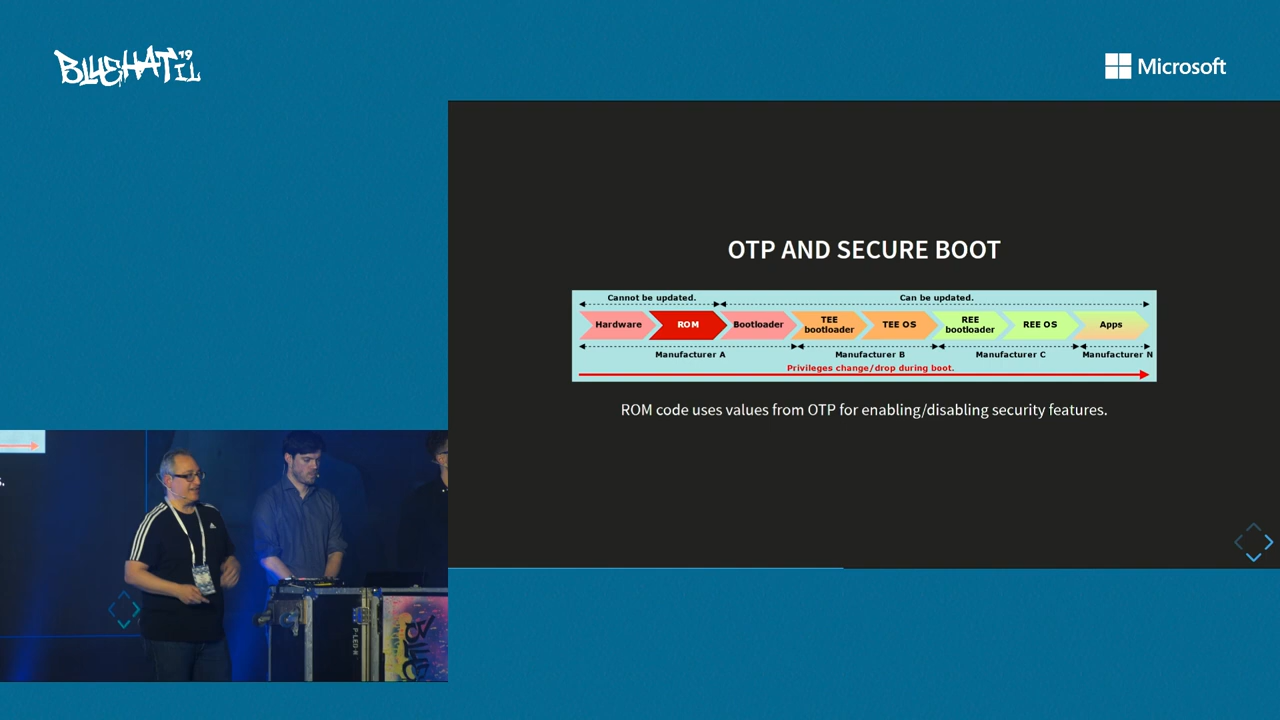 BLUEHAT IL 19
Microsoft
OTP AND SECURE BOOT
Cannot be updated.
Can be updated.
Hardware
ROM
Bootloader
TEE
bootloader
TEE OS
REE
bootloader
REE OS
Apps
Manufacturer A
Manufacturer B
Manufacturer C
Manufacturer N
Privileges change/drop during boot.
ROM code uses values from OTP for enabling/disabling security features.
s.
P-LED-H